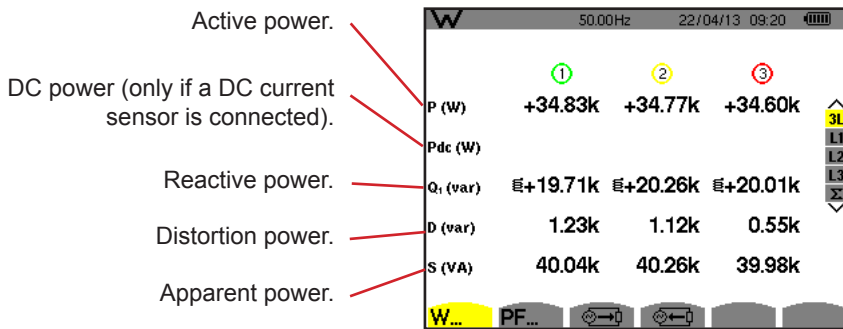 Active power.
DC power (only if a DC current
sensor is connected).
Reactive power.
Distortion power.
Apparent power.
W 50.00Hz 22/04/13 09:20
1 2 3
P (W) +34.83k +34.77k +34.60k
Pdc (W)
Q₁ (var) +19.71k +20.26k +20.01k
D (var) 1.23k 1.12k 0.55k
S (VA) 40.04k 40.26k 39.98k
3L
L1
L2
L3
Σ
W... PF...